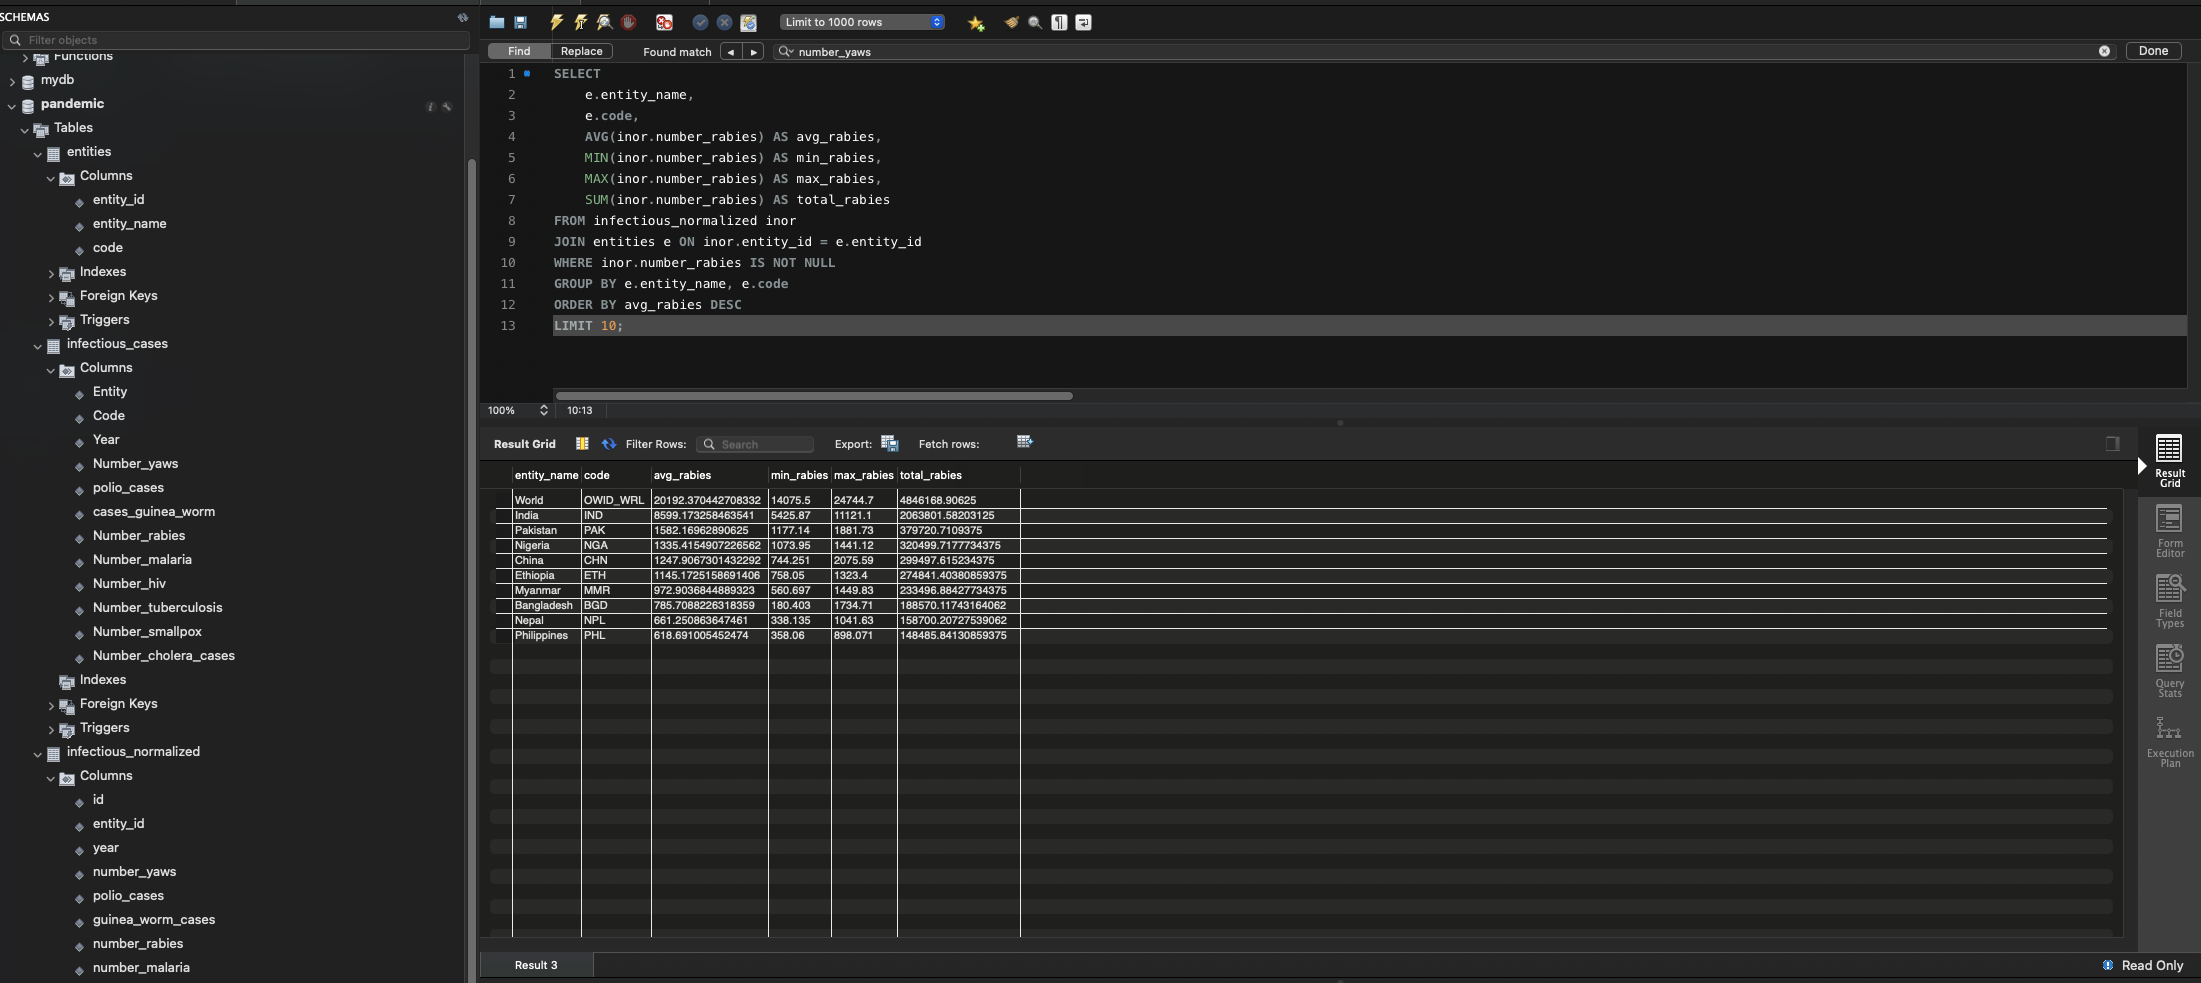 SCHEMAS
Filter objects
Functions
mydb
pandemic
Tables
entities
Columns
entity_id
entity_name
code
Indexes
Foreign Keys
Triggers
infectious_cases
Columns
Entity
Code
Year
Number_yaws
polio_cases
cases_guinea_worm
Number_rabies
Number_malaria
Number_hiv
Number_tuberculosis
Number_smallpox
Number_cholera_cases
Indexes
Foreign Keys
Triggers
infectious_normalized
Columns
id
entity_id
year
number_yaws
polio_cases
guinea_worm_cases
number_rabies
number_malaria
Limit to 1000 rows
Find Replace Found match number_yaws Done
1 SELECT
2 e.entity_name,
3 e.code,
4 AVG(inor.number_rabies) AS avg_rabies,
5 MIN(inor.number_rabies) AS min_rabies,
6 MAX(inor.number_rabies) AS max_rabies,
7 SUM(inor.number_rabies) AS total_rabies
8 FROM infectious_normalized inor
9 JOIN entities e ON inor.entity_id = e.entity_id
10 WHERE inor.number_rabies IS NOT NULL
11 GROUP BY e.entity_name, e.code
12 ORDER BY avg_rabies DESC
13 LIMIT 10;
100% 10:13
Result Grid Filter Rows: Search Export: Fetch rows:
entity_name code avg_rabies min_rabies max_rabies total_rabies
World OWID_WRL 20192.370442708332 14075.5 24744.7 4846168.90625
India IND 8599.173258463541 5425.87 11121.1 2063801.58203125
Pakistan PAK 1582.16962890625 1177.14 1881.73 379720.7109375
Nigeria NGA 1335.4154907226562 1073.95 1441.12 320499.7177734375
China CHN 1247.9067301432292 744.251 2075.59 299497.615234375
Ethiopia ETH 1145.1725158691406 758.05 1323.4 274841.40380859375
Myanmar MMR 972.9036844889323 560.697 1449.83 233496.88427734375
Bangladesh BGD 785.7088226318359 180.403 1734.71 188570.11743164062
Nepal NPL 661.250863647461 338.135 1041.63 158700.20727539062
Philippines PHL 618.691005452474 358.06 898.071 148485.84130859375
Result
Grid
Form
Editor
Field
Types
Query
Stats
Execution
Plan
Result 3
Read Only